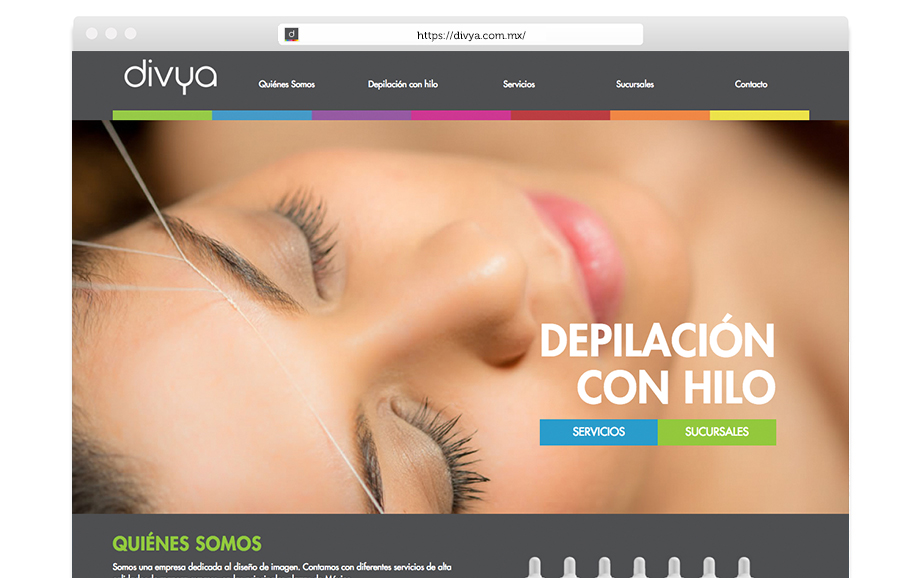 https://divya.com.mx/
divya
Quiénes Somos
Depilación con hilo
Servicios
Sucursales
Contacto
DEPILACIÓN
CON HILO
SERVICIOS
SUCURSALES
QUIÉNES SOMOS
Somos una empresa dedicada al diseño de imagen. Contamos con diferentes servicios de alta